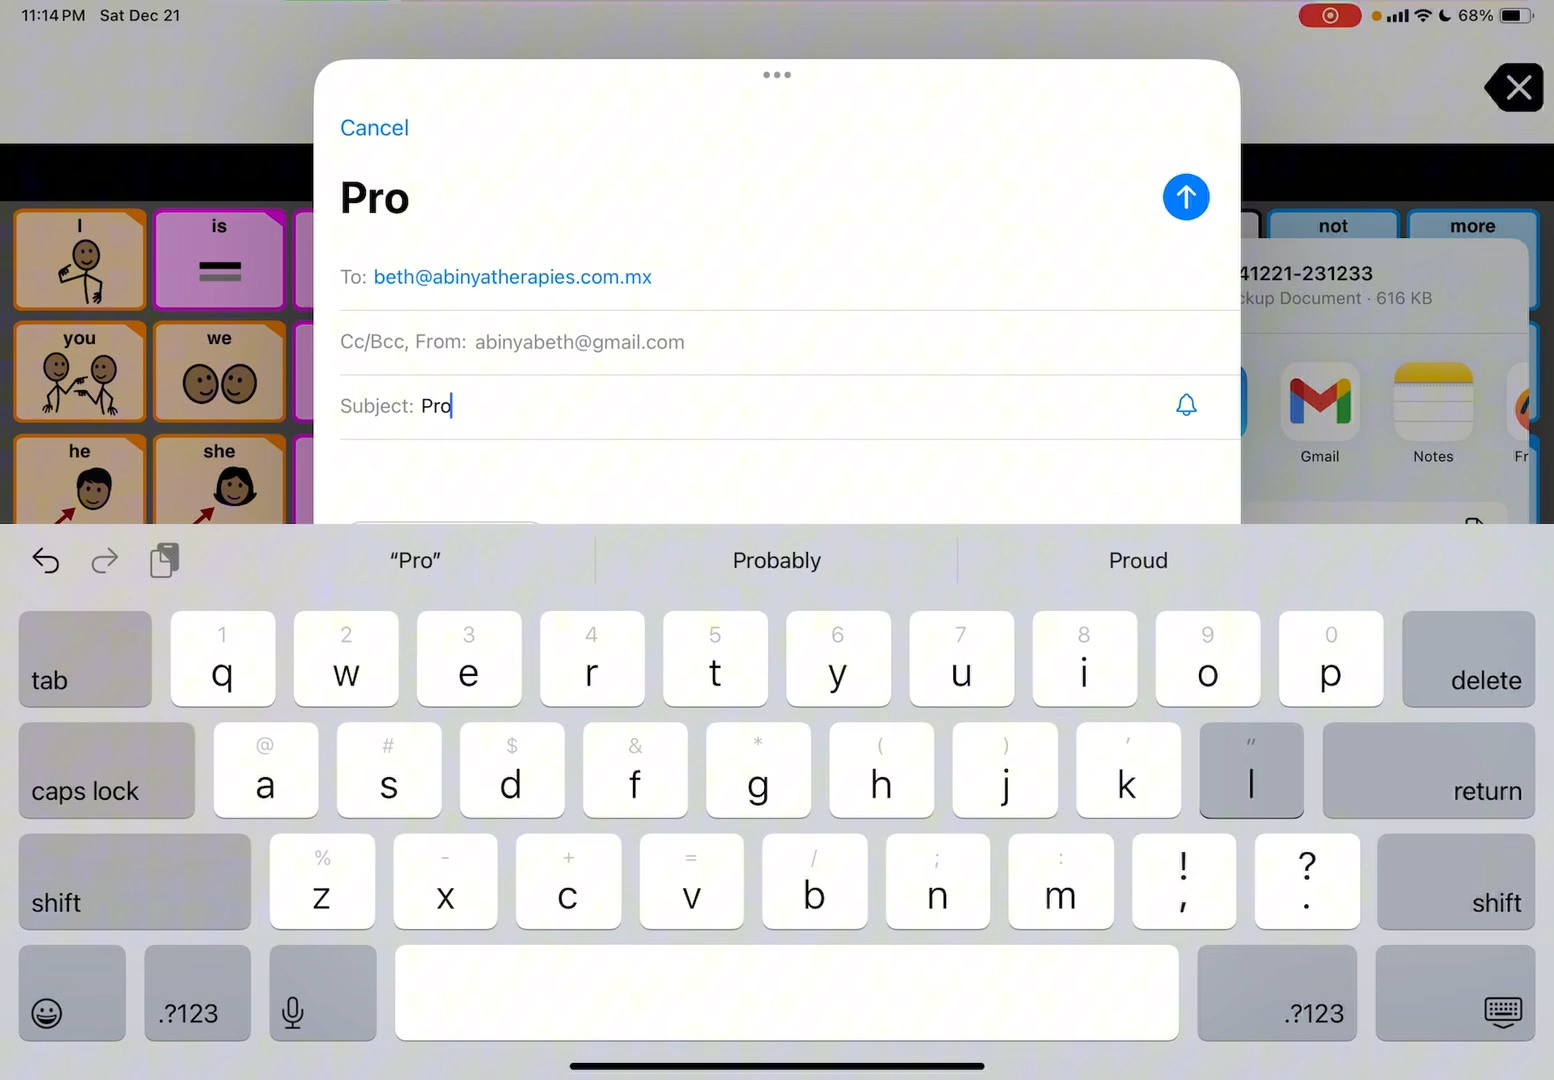 11:14 PM Sat Dec 21
68%
Cancel
Pro
To: beth@abinyatherapies.com.mx
Cc/Bcc, From: abinyabeth@gmail.com
Subject: Pro
I
is
not
more
you
we
he
she
41221-231233
ckup Document · 616 KB
Gmail
Notes
Fr
“Pro”
Probably
Proud
1 2 3 4 5 6 7 8 9 0
tab q w e r t y u i o p delete
@ # $ & * ( ) ' "
caps lock a s d f g h j k l return
% - + = / ; : ! ?
shift z x c v b n m , . shift
.?123
.?123